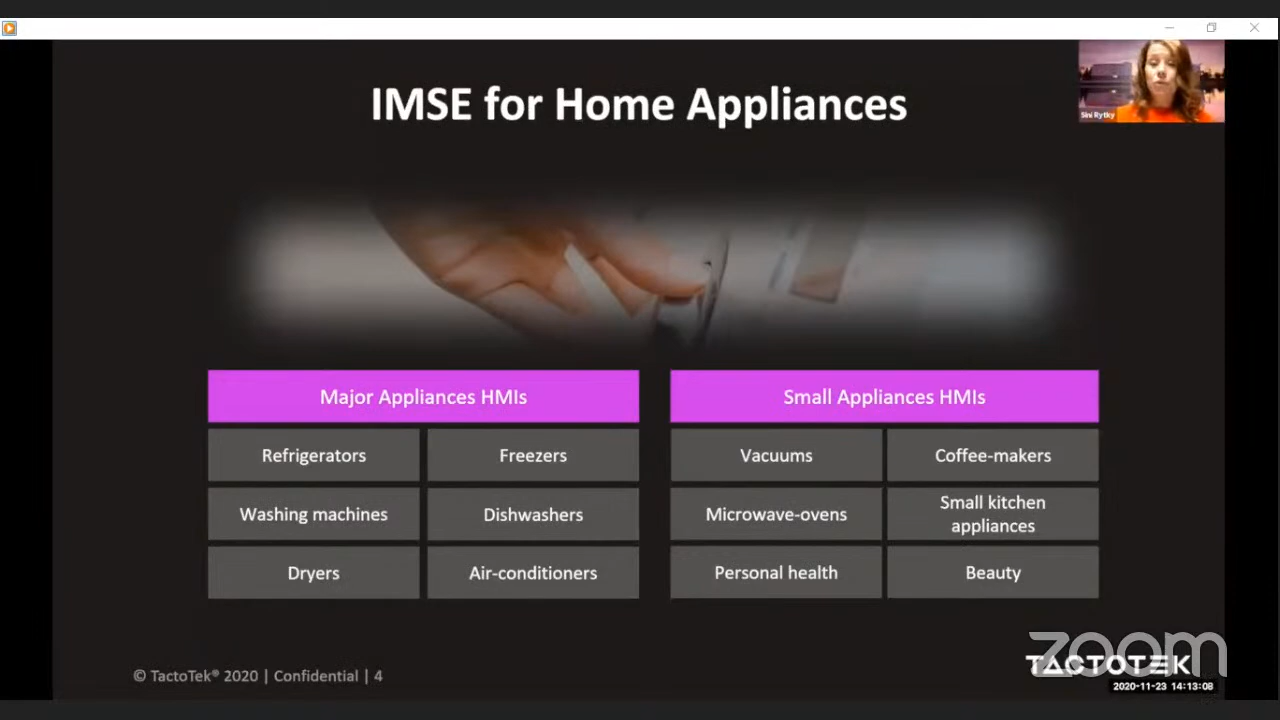 IMSE for Home Appliances
Sini Rytky
Major Appliances HMIs
Refrigerators
Freezers
Washing machines
Dishwashers
Dryers
Air-conditioners
Small Appliances HMIs
Vacuums
Coffee-makers
Microwave-ovens
Small kitchen
appliances
Personal health
Beauty
© TactoTek® 2020 | Confidential | 4
zoom
TACTOTEK
2020-11-23 14:13:08